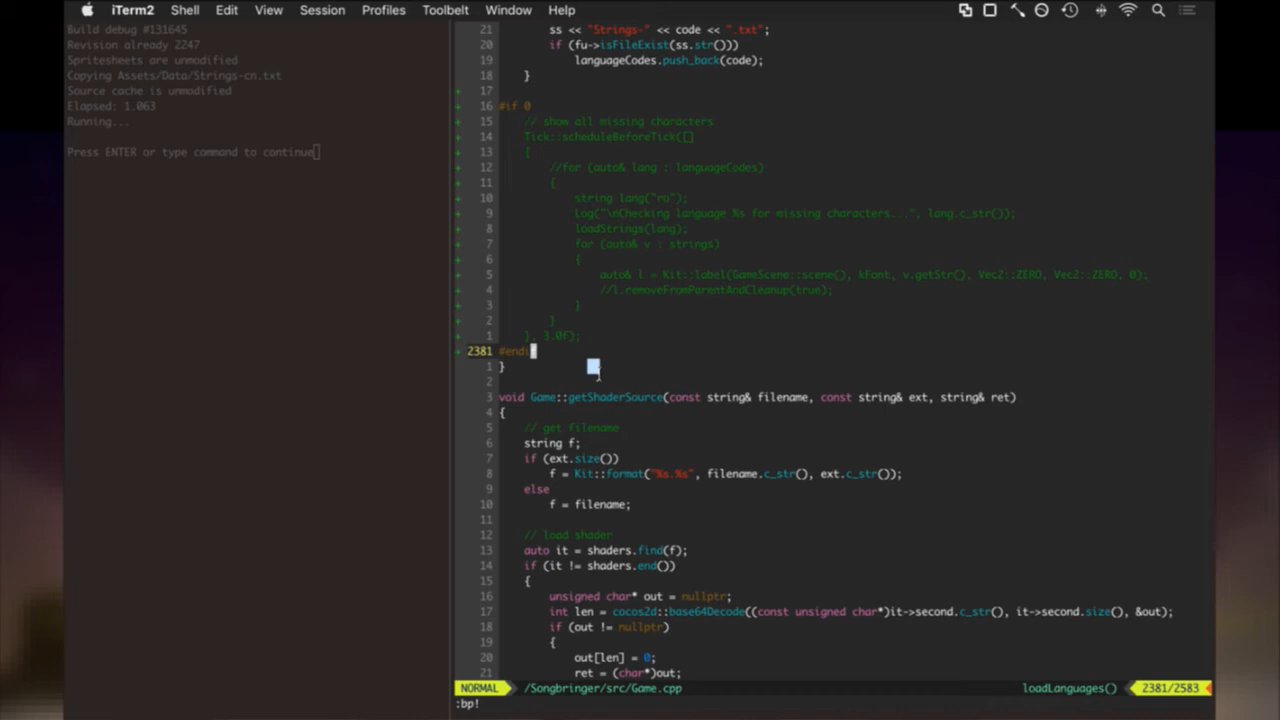 iTerm2 Shell Edit View Session Profiles Toolbelt Window Help
Build debug #131645
Revision already 2247
Spritesheets are unmodified
Copying Assets/Data/Strings-cn.txt
Source cache is unmodified
Elapsed: 1.063
Running...
Press ENTER or type command to continue
21 ss << "Strings-" << code << ".txt";
20 if (fu->isFileExist(ss.str()))
19 languageCodes.push_back(code);
18 }
+ 17
+ 16 #if 0
+ 15 // show all missing characters
+ 14 Tick::scheduleBeforeTick([]
+ 13 {
+ 12 //for (auto& lang : languageCodes)
+ 11 {
+ 10 string lang("ro");
+ 9 Log("\nChecking language %s for missing characters...", lang.c_str());
+ 8 loadStrings(lang);
+ 7 for (auto& v : strings)
+ 6 {
+ 5 auto& l = Kit::label(GameScene::scene(), kFont, v.getStr(), Vec2::ZERO, Vec2::ZERO, 0);
+ 4 //l.removeFromParentAndCleanup(true);
+ 3 }
+ 2 }
+ 1 }, 3.0f);
+ 2381 #endif
1 }
2
3 void Game::getShaderSource(const string& filename, const string& ext, string& ret)
4 {
5 // get filename
6 string f;
7 if (ext.size())
8 f = Kit::format("%s.%s", filename.c_str(), ext.c_str());
9 else
10 f = filename;
11
12 // load shader
13 auto it = shaders.find(f);
14 if (it != shaders.end())
15 {
16 unsigned char* out = nullptr;
17 int len = cocos2d::base64Decode((const unsigned char*)it->second.c_str(), it->second.size(), &out);
18 if (out != nullptr)
19 {
20 out[len] = 0;
21 ret = (char*)out;
NORMAL /Songbringer/src/Game.cpp loadLanguages() 2381/2583
:bp!